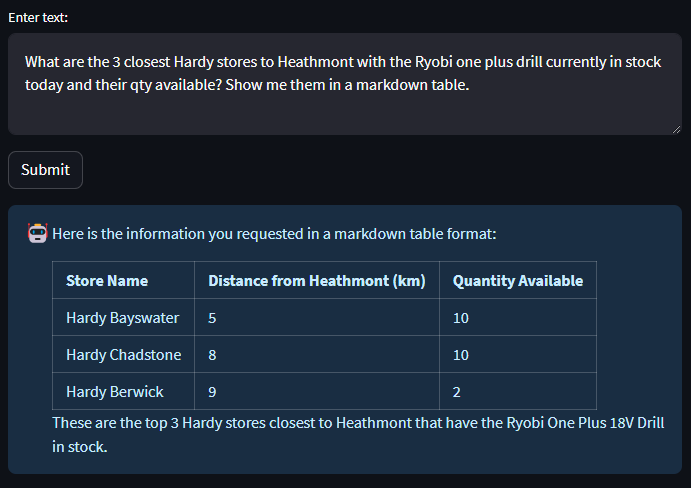 Enter text:
What are the 3 closest Hardy stores to Heathmont with the Ryobi one plus drill currently in stock
today and their qty available? Show me them in a markdown table.
Submit
Here is the information you requested in a markdown table format:
Store Name Distance from Heathmont (km) Quantity Available
Hardy Bayswater 5 10
Hardy Chadstone 8 10
Hardy Berwick 9 2
These are the top 3 Hardy stores closest to Heathmont that have the Ryobi One Plus 18V Drill
in stock.